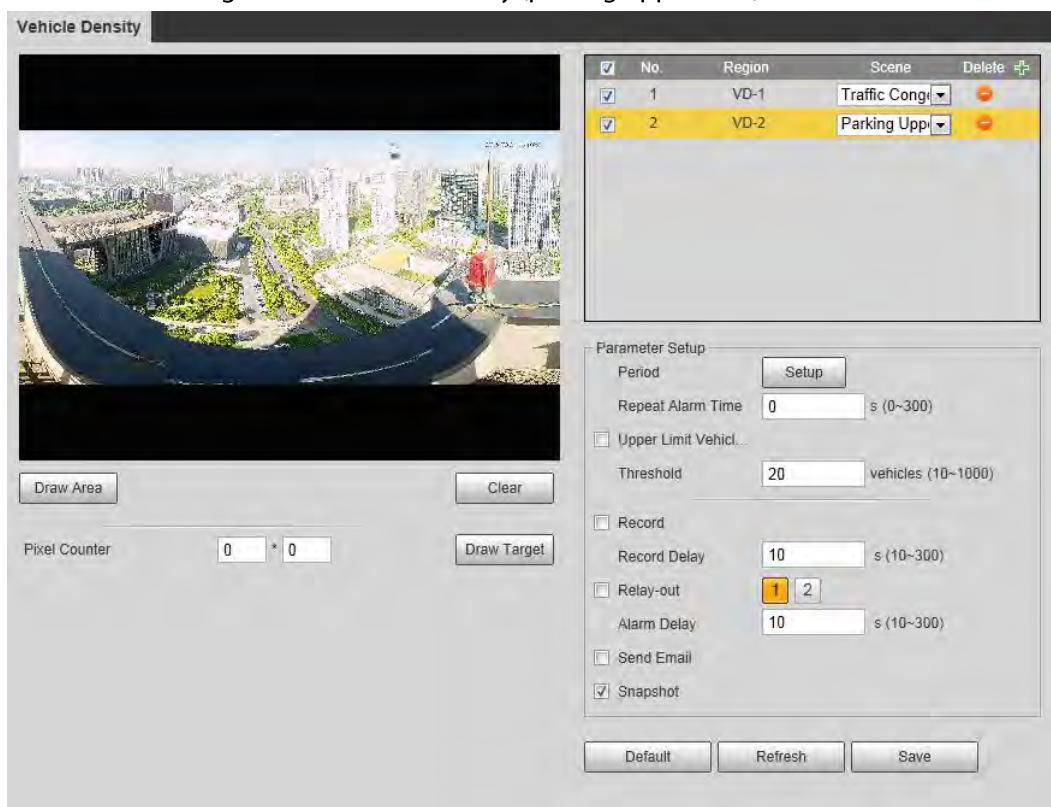 Vehicle Density
No. Region Scene Delete
1 VD-1 Traffic Conge
2 VD-2 Parking Upp
Parameter Setup
Period Setup
Repeat Alarm Time 0 s (0~300)
Upper Limit Vehicl...
Threshold 20 vehicles (10~1000)
Draw Area Clear
Record
Pixel Counter 0 * 0 Draw Target
Record Delay 10 s (10~300)
Relay-out 1 2
Alarm Delay 10 s (10~300)
Send Email
Snapshot
Default Refresh Save